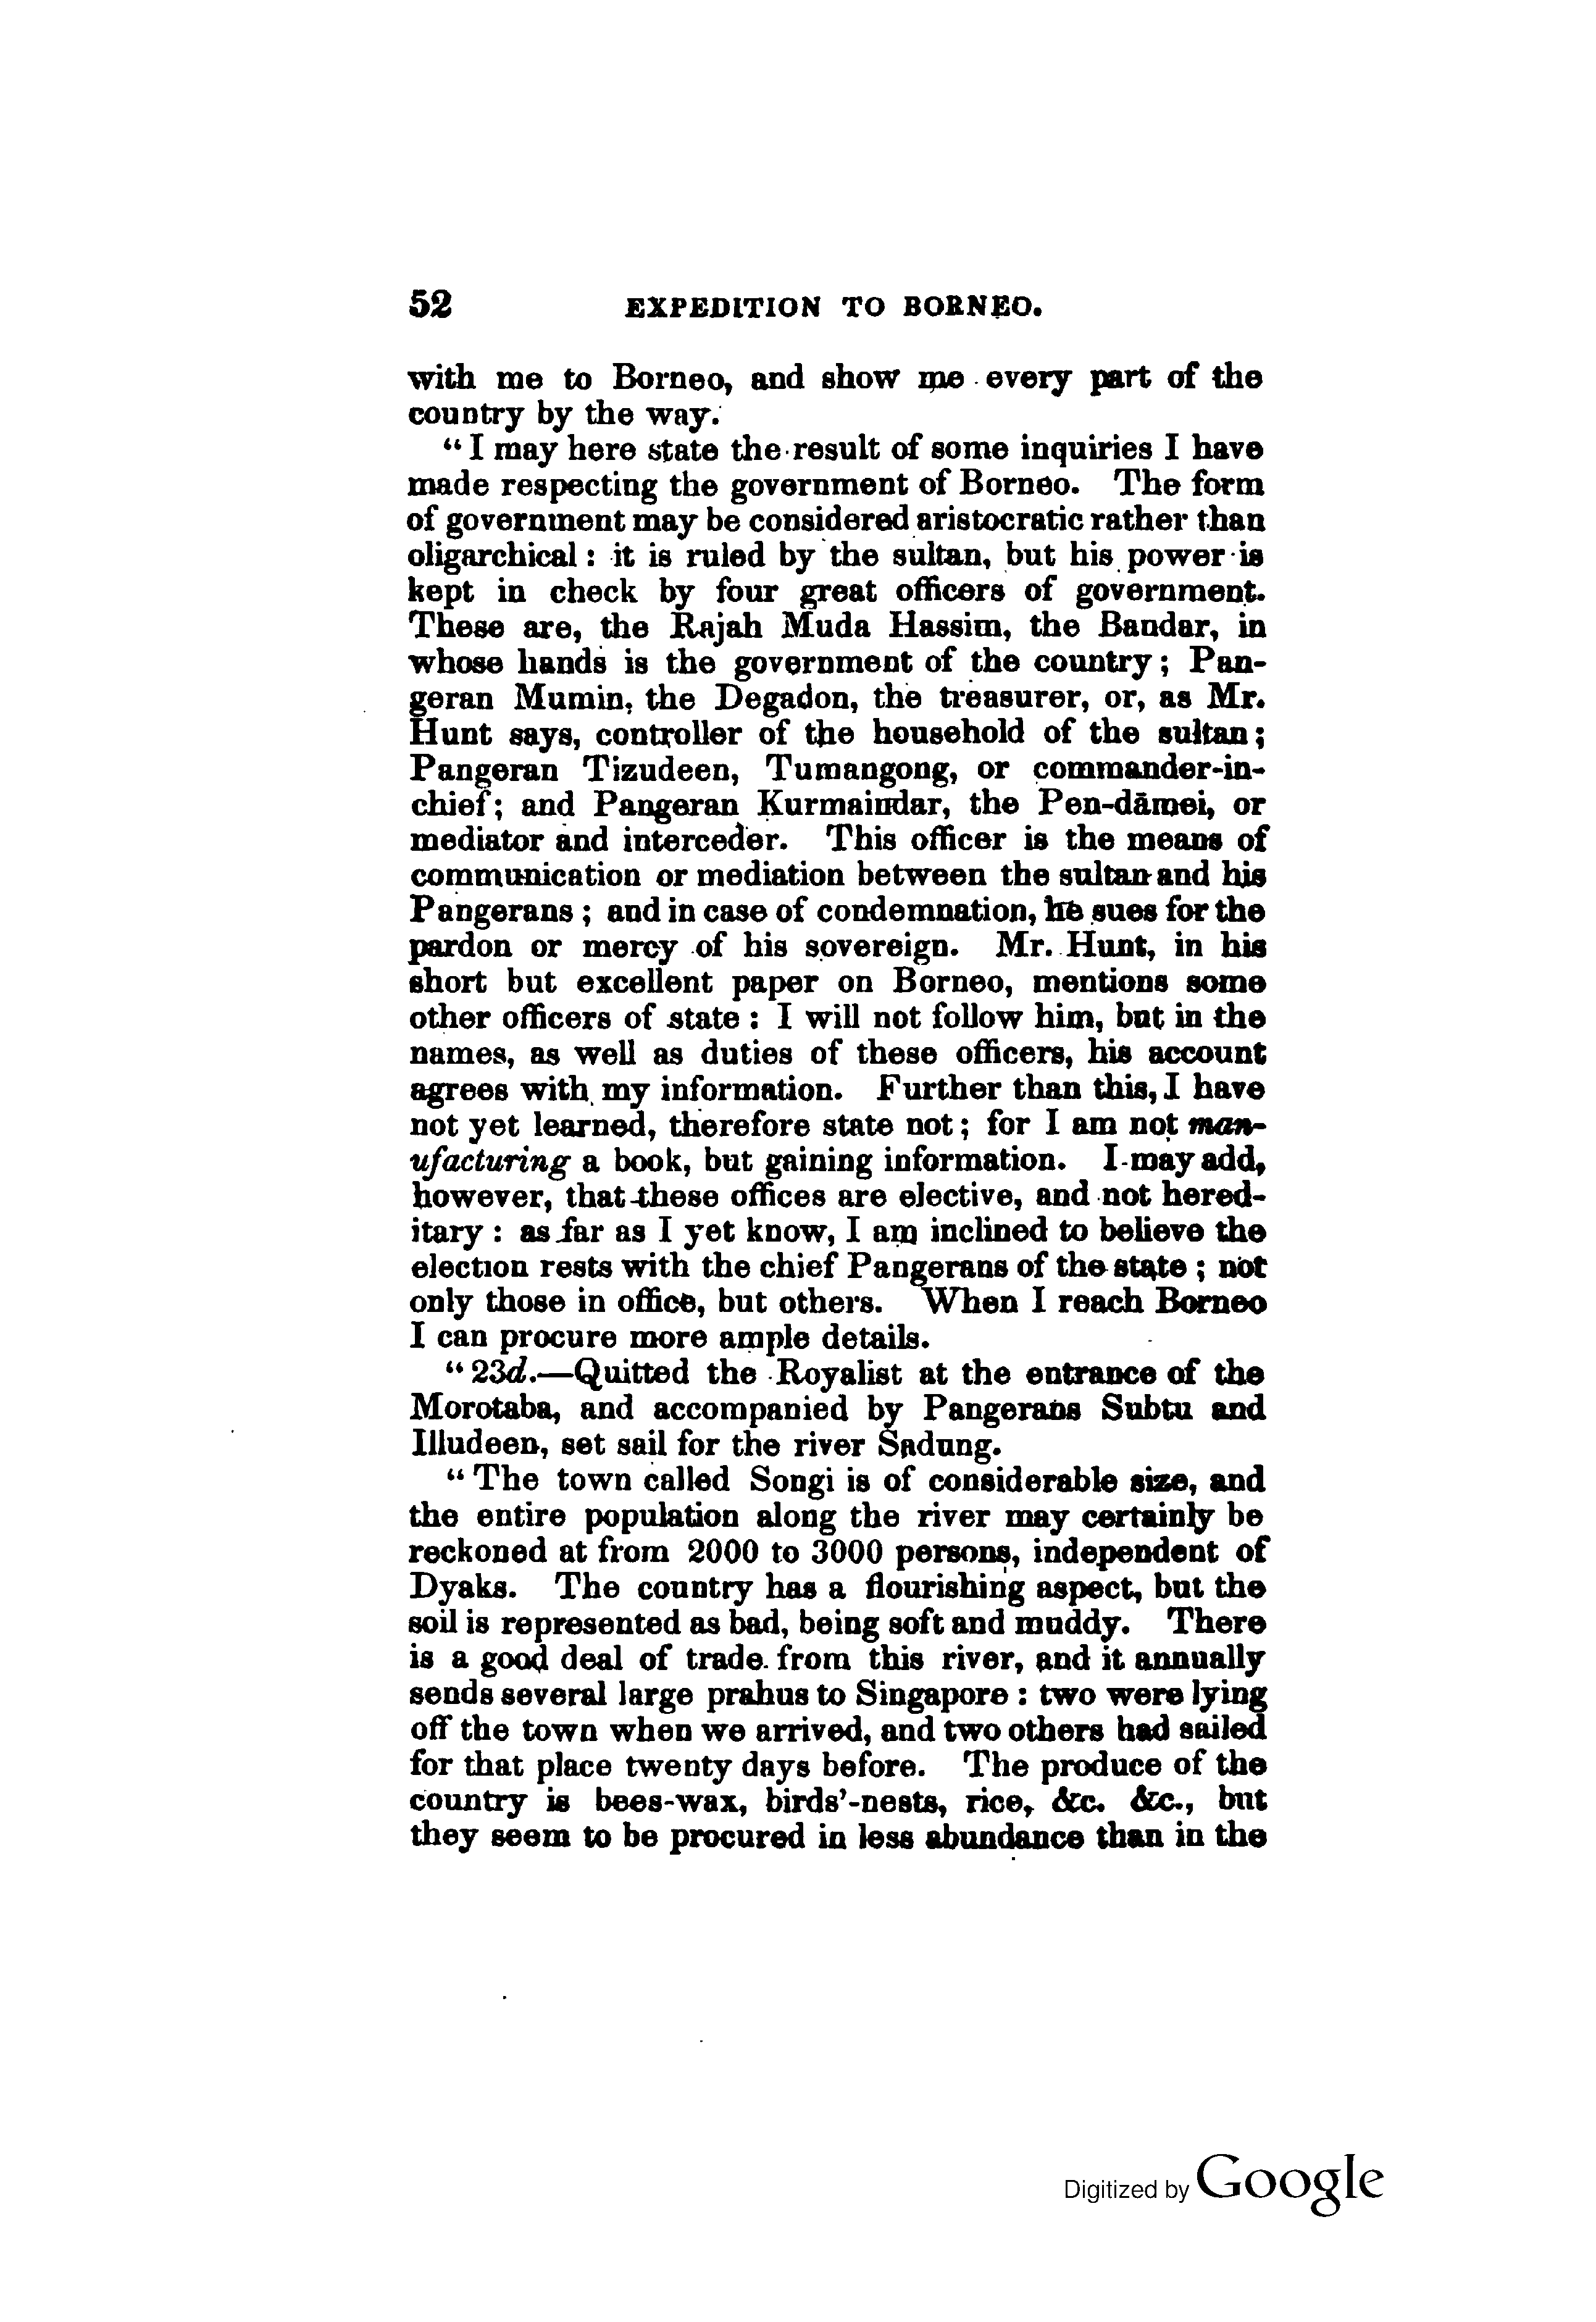 52 EXPEDITION TO BORNEO.
with me to Borneo, and show me every part of the
country by the way.
“I may here state the result of some inquiries I have
made respecting the government of Borneo. The form
of government may be considered aristocratic rather than
oligarchical: it is ruled by the sultan, but his power is
kept in check by four great officers of government.
These are, the Rajah Muda Hassim, the Bandar, in
whose hands is the government of the country; Pan-
geran Mumin, the Degadon, the treasurer, or, as Mr.
Hunt says, controller of the household of the sultan;
Pangeran Tizudeen, Tumangong, or commander-in-
chief; and Pangeran Kurmaindar, the Pen-dāmei, or
mediator and interceder. This officer is the means of
communication or mediation between the sultan and his
Pangerans; and in case of condemnation, he sues for the
pardon or mercy of his sovereign. Mr. Hunt, in his
short but excellent paper on Borneo, mentions some
other officers of state: I will not follow him, but in the
names, as well as duties of these officers, his account
agrees with my information. Further than this, I have
not yet learned, therefore state not; for I am not man-
ufacturing a book, but gaining information. I may add,
however, that these offices are elective, and not hered-
itary: as far as I yet know, I am inclined to believe the
election rests with the chief Pangerans of the state; not
only those in office, but others. When I reach Borneo
I can procure more ample details.
“23d.—Quitted the Royalist at the entrance of the
Morotaba, and accompanied by Pangerans Subtu and
Illudeen, set sail for the river Sadung.
“The town called Songi is of considerable size, and
the entire population along the river may certainly be
reckoned at from 2000 to 3000 persons, independent of
Dyaks. The country has a flourishing aspect, but the
soil is represented as bad, being soft and muddy. There
is a good deal of trade from this river, and it annually
sends several large prahus to Singapore: two were lying
off the town when we arrived, and two others had sailed
for that place twenty days before. The produce of the
country is bees-wax, birds’-nests, rice, &c. &c., but
they seem to be procured in less abundance than in the
Digitized by Google